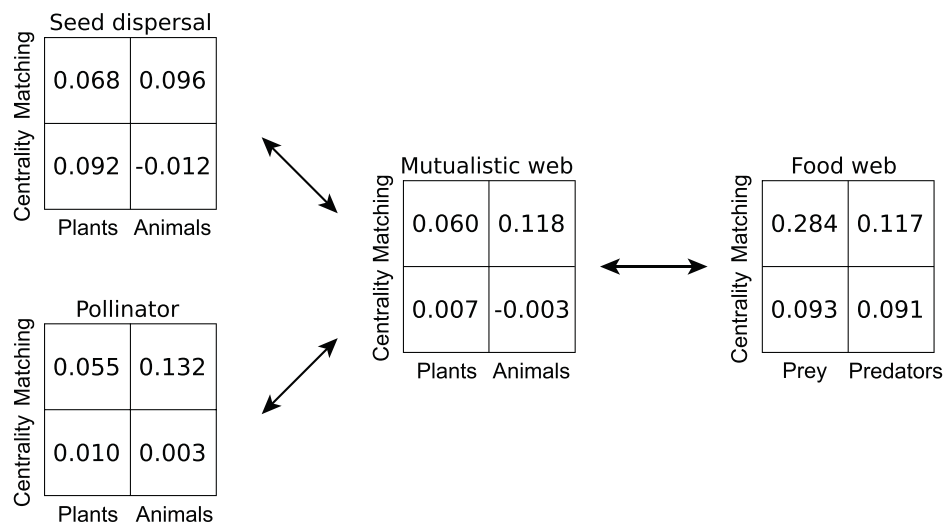 Seed dispersal
Matching
0.068 0.096
Centrality
0.092 -0.012
Plants Animals
Pollinator
Matching
0.055 0.132
Centrality
0.010 0.003
Plants Animals
Mutualistic web
Matching
0.060 0.118
Centrality
0.007 -0.003
Plants Animals
Food web
Matching
0.284 0.117
Centrality
0.093 0.091
Prey Predators